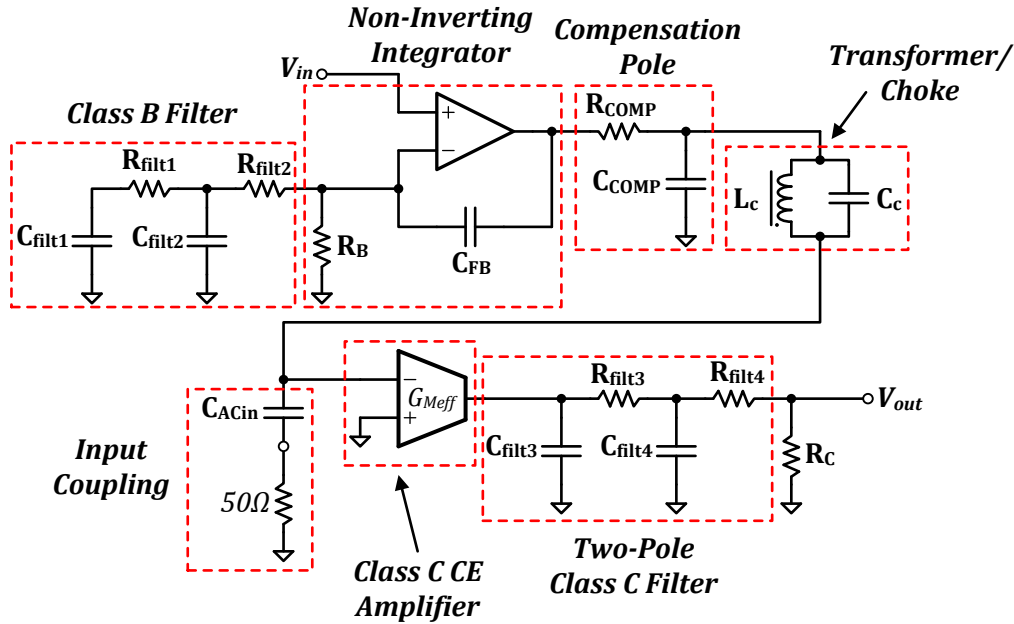 Non-Inverting
Integrator
Compensation
Pole
Transformer/
Choke
Class B Filter
Vin
+
−
RCOMP
CCOMP
Rfilt1
Rfilt2
Cfilt1
Cfilt2
RB
CFB
Lc
Cc
CACin
Input
Coupling
50Ω
−
GMeff
+
Rfilt3
Rfilt4
Vout
Cfilt3
Cfilt4
RC
Class C CE
Amplifier
Two-Pole
Class C Filter